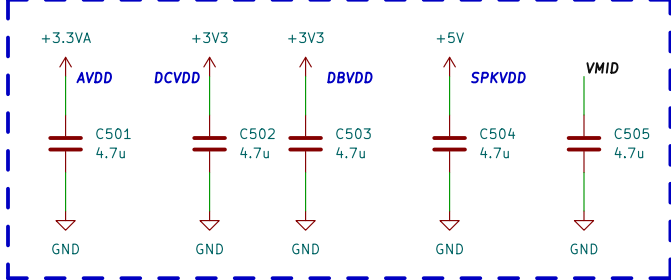 +3.3VA +3V3 +3V3 +5V
AVDD DCVDD DBVDD SPKVDD VMID
C501 C502 C503 C504 C505
4.7u 4.7u 4.7u 4.7u 4.7u
GND GND GND GND GND